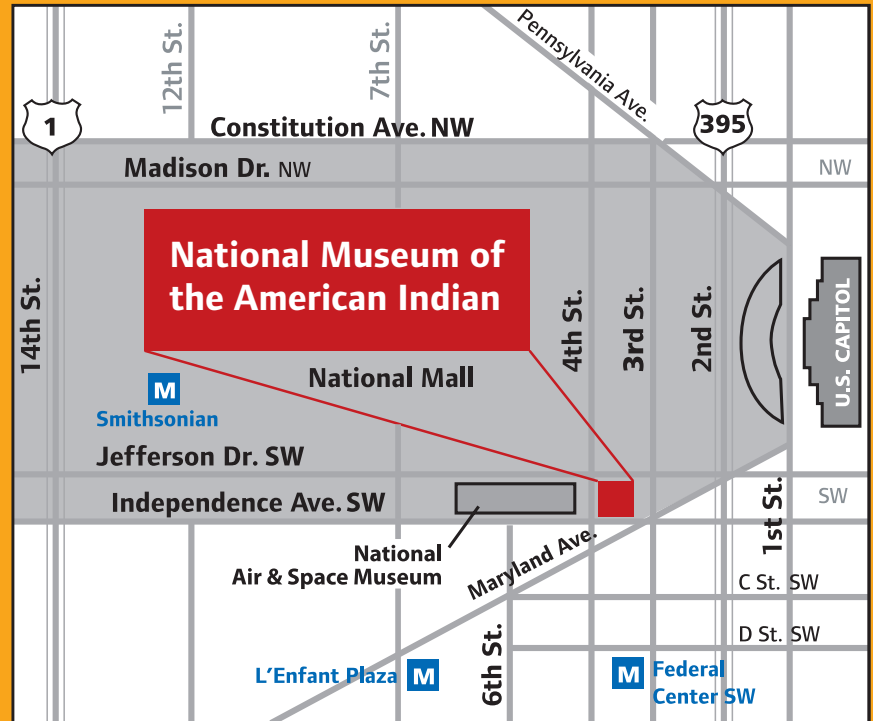 12th St.
7th St.
Pennsylvania Ave.
1
395
Constitution Ave. NW
Madison Dr. NW
NW
National Museum of
the American Indian
14th St.
4th St.
3rd St.
2nd St.
U.S. CAPITOL
National Mall
M
Smithsonian
Jefferson Dr. SW
Independence Ave. SW
SW
1st St.
National
Air & Space Museum
Maryland Ave.
C St. SW
D St. SW
6th St.
L'Enfant Plaza M
M Federal
Center SW